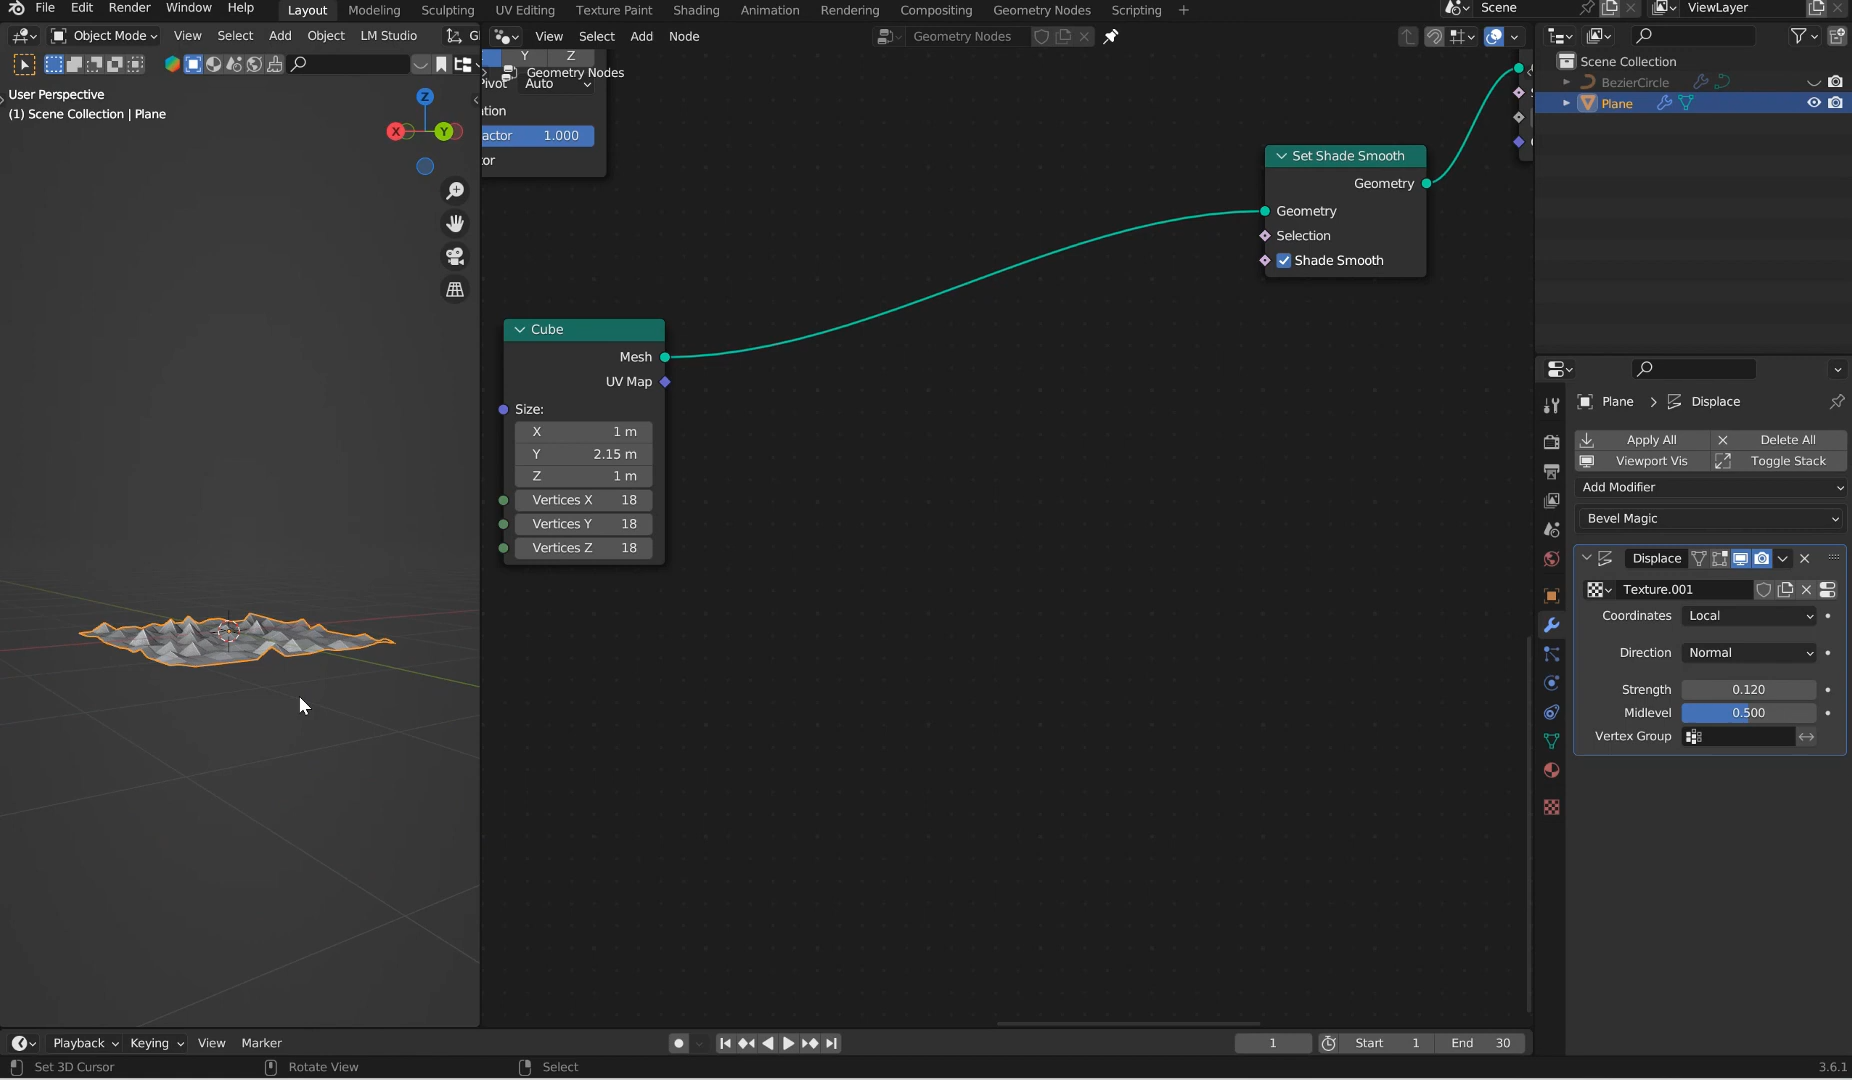 File Edit Render Window Help Layout Modeling Sculpting UV Editing Texture Paint Shading Animation Rendering Compositing Geometry Nodes Scripting + Scene ViewLayer
Object Mode View Select Add Object LM Studio G
View Select Add Node Geometry Nodes
User Perspective
(1) Scene Collection | Plane
Z
X
Y
Y Z
Geometry Nodes
Auto
actor 1.000
Set Shade Smooth
Geometry
Geometry
Selection
Shade Smooth
Cube
Mesh
UV Map
Size:
X 1 m
Y 2.15 m
Z 1 m
Vertices X 18
Vertices Y 18
Vertices Z 18
Scene Collection
BezierCircle
Plane
Plane > Displace
Apply All Delete All
Viewport Vis Toggle Stack
Add Modifier
Bevel Magic
Displace
Texture.001
Coordinates Local
Direction Normal
Strength 0.120
Midlevel 0.500
Vertex Group
Playback Keying View Marker 1 Start 1 End 30
Set 3D Cursor Rotate View Select 3.6.1